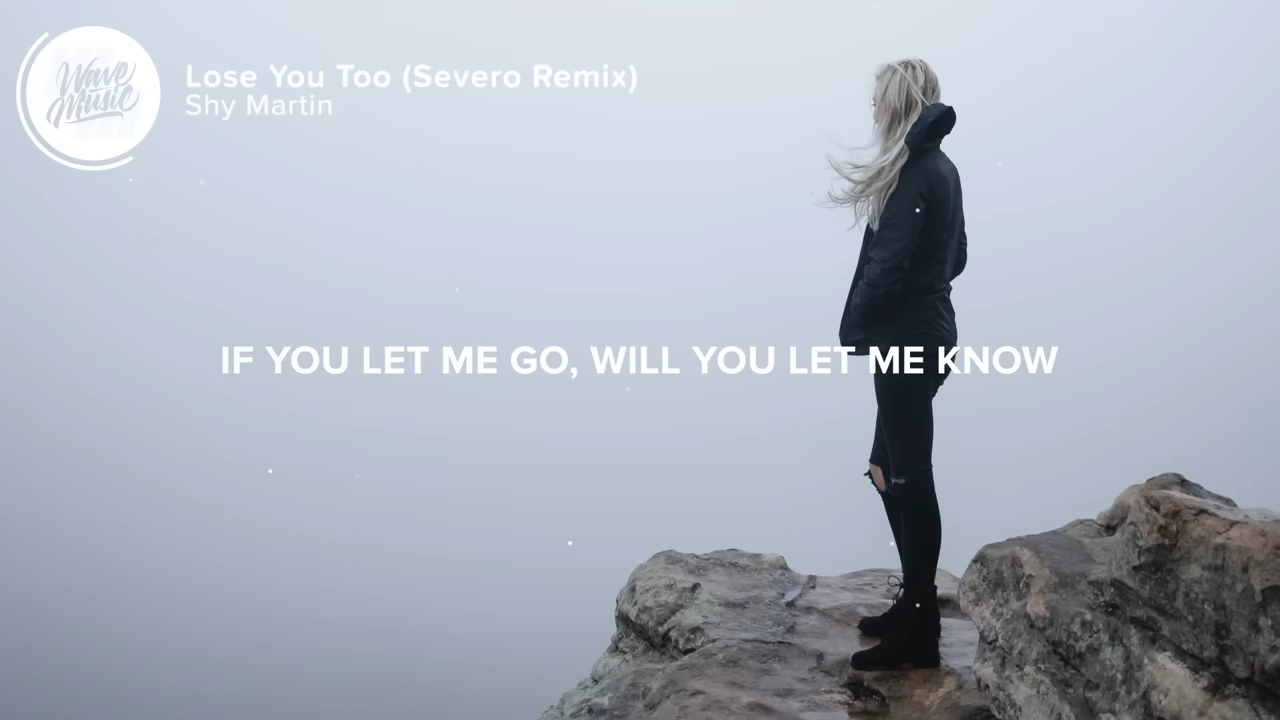 Wave
Music
Lose You Too (Severo Remix)
Shy Martin
IF YOU LET ME GO, WILL YOU LET ME KNOW